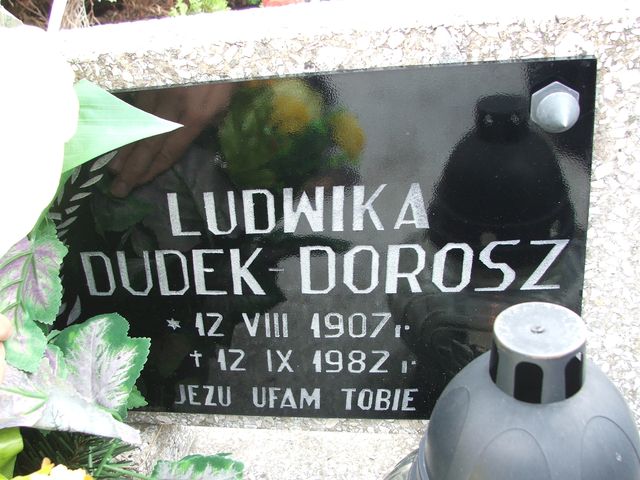 LUDWIKA
DUDEK-DOROSZ
* 12 VIII 1907 r.
† 12 IX 1982 r.
JEZU UFAM TOBIE